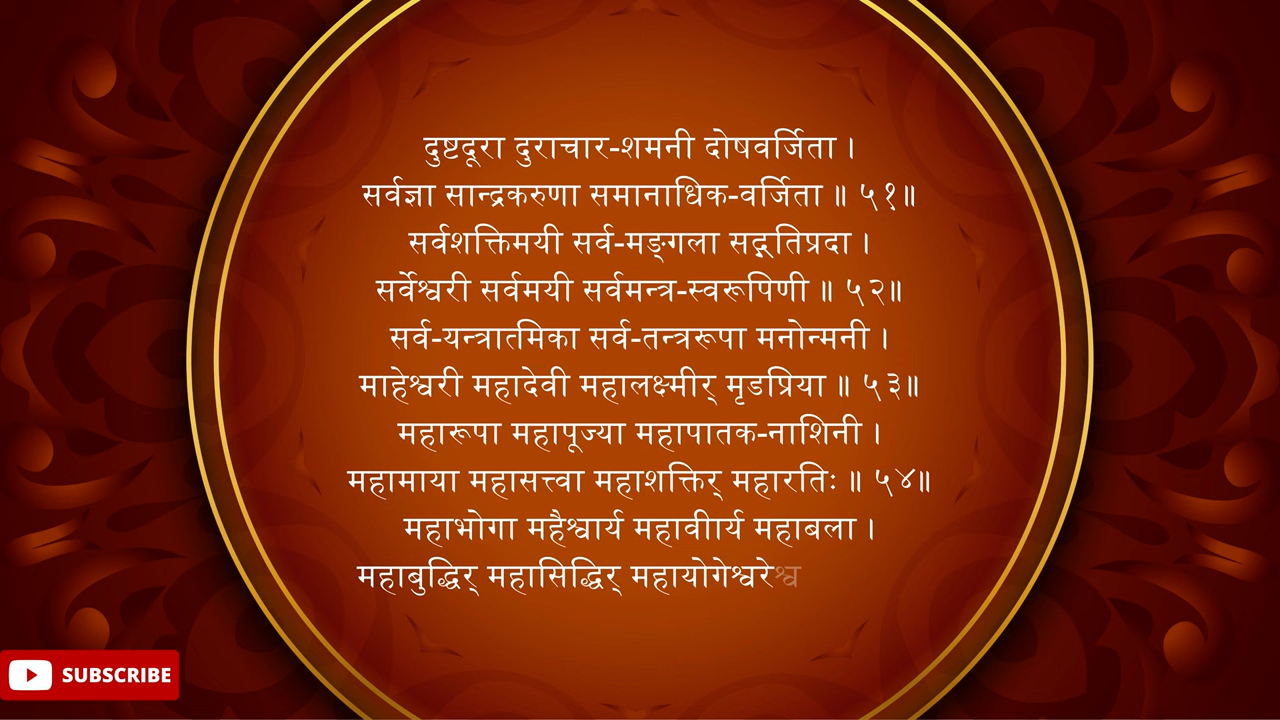 दुष्टदूरा दुराचार-शमनी दोषवर्जिता ।
सर्वज्ञा सान्द्रकरुणा समानाधिक-वर्जिता ॥ ५१॥
सर्वशक्तिमयी सर्व-मङ्गला सद्गतिप्रदा ।
सर्वेश्वरी सर्वमयी सर्वमन्त्र-स्वरूपिणी ॥ ५२॥
सर्व-यन्त्रात्मिका सर्व-तन्त्ररूपा मनोन्मनी ।
माहेश्वरी महादेवी महालक्ष्मीर् मृडप्रिया ॥ ५३॥
महारूपा महापूज्या महापातक-नाशिनी ।
महामाया महासत्त्वा महाशक्तिर् महारतिः ॥ ५४॥
महाभोगा महैश्वार्य महावीार्य महाबला ।
महाबुद्धिर् महासिद्धिर् महायोगेश्वरेश्व
SUBSCRIBE